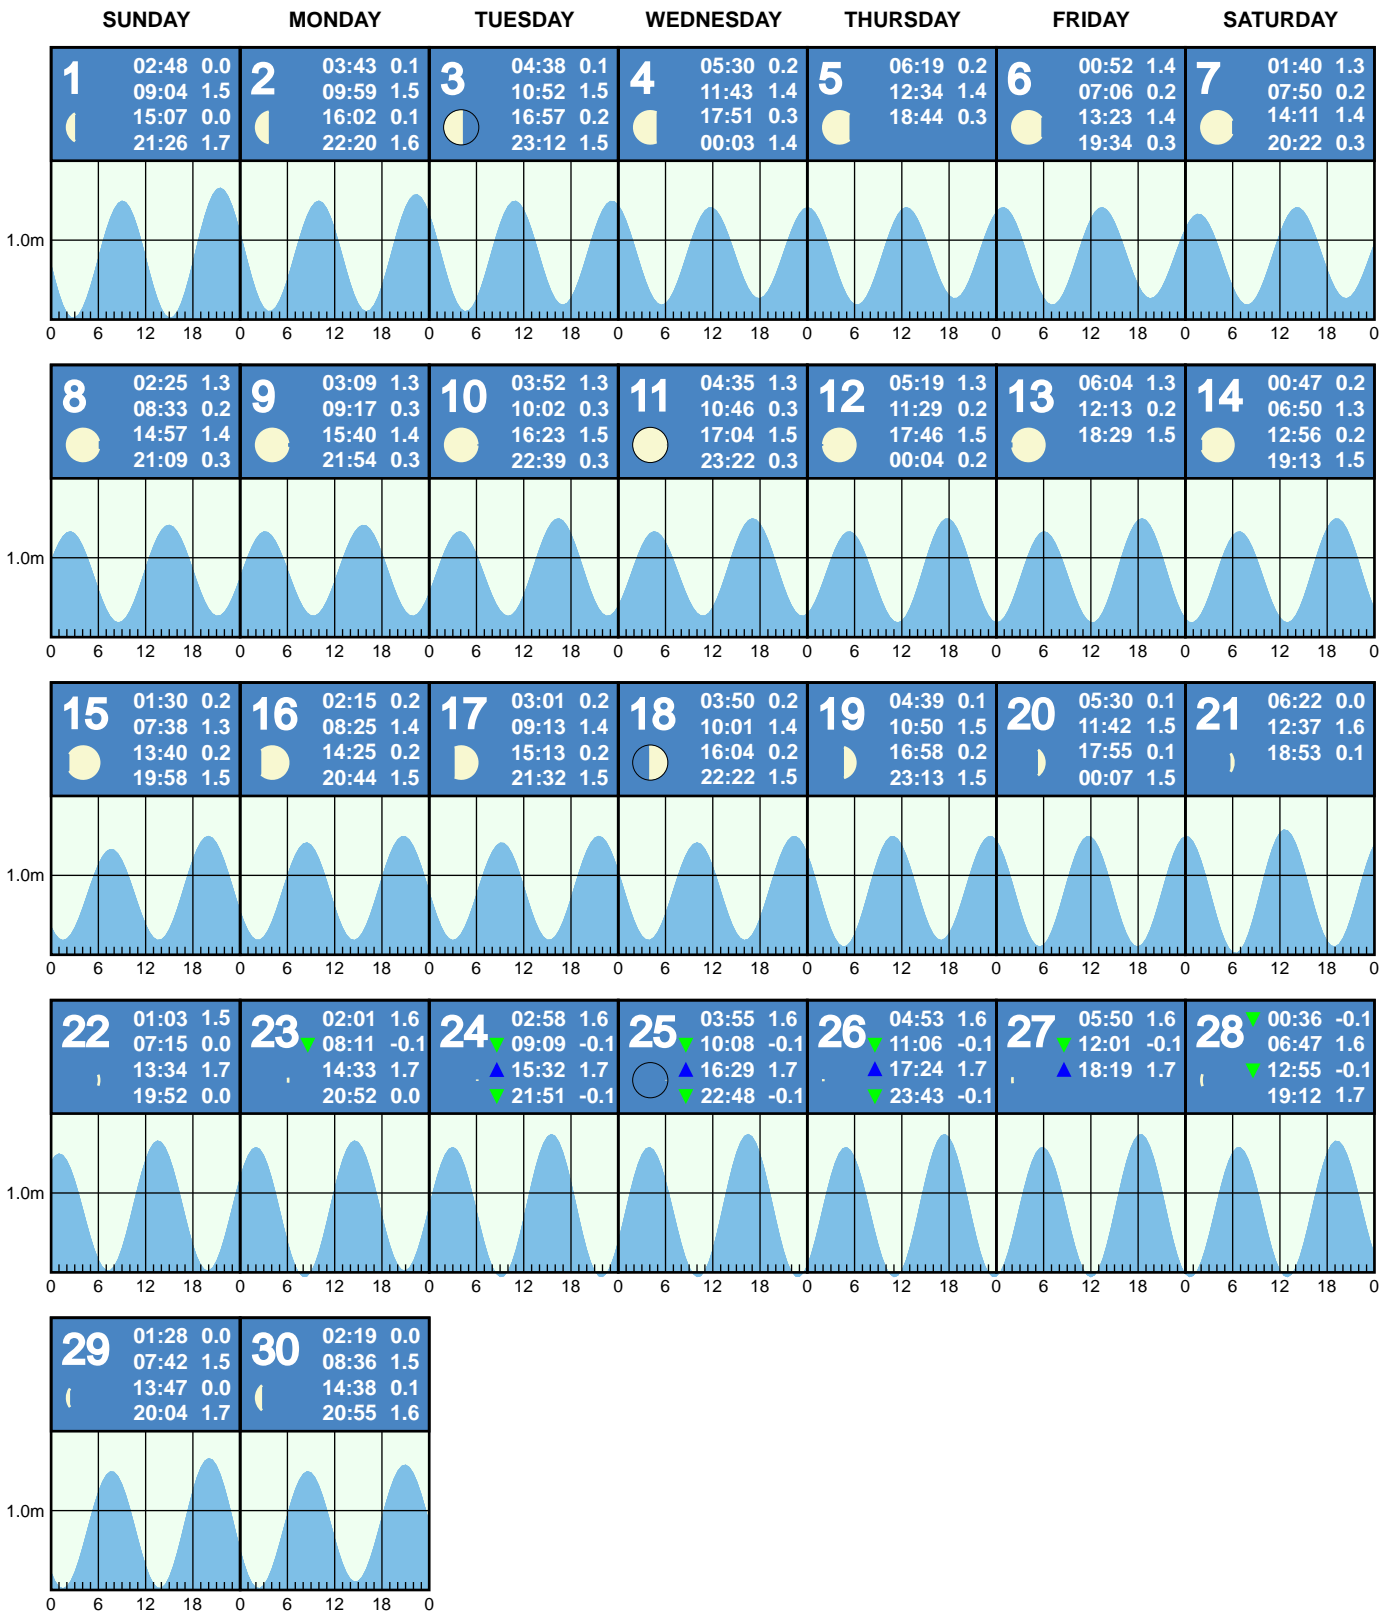 SUNDAY MONDAY TUESDAY WEDNESDAY THURSDAY FRIDAY SATURDAY
1 02:48 0.0
09:04 1.5
15:07 0.0
21:26 1.7
2 03:43 0.1
09:59 1.5
16:02 0.1
22:20 1.6
3 04:38 0.1
10:52 1.5
16:57 0.2
23:12 1.5
4 05:30 0.2
11:43 1.4
17:51 0.3
00:03 1.4
5 06:19 0.2
12:34 1.4
18:44 0.3
6 00:52 1.4
07:06 0.2
13:23 1.4
19:34 0.3
7 01:40 1.3
07:50 0.2
14:11 1.4
20:22 0.3
1.0m
0 6 12 18 0 6 12 18 0 6 12 18 0 6 12 18 0 6 12 18 0 6 12 18 0 6 12 18 0
8 02:25 1.3
08:33 0.2
14:57 1.4
21:09 0.3
9 03:09 1.3
09:17 0.3
15:40 1.4
21:54 0.3
10 03:52 1.3
10:02 0.3
16:23 1.5
22:39 0.3
11 04:35 1.3
10:46 0.3
17:04 1.5
23:22 0.3
12 05:19 1.3
11:29 0.2
17:46 1.5
00:04 0.2
13 06:04 1.3
12:13 0.2
18:29 1.5
14 00:47 0.2
06:50 1.3
12:56 0.2
19:13 1.5
1.0m
0 6 12 18 0 6 12 18 0 6 12 18 0 6 12 18 0 6 12 18 0 6 12 18 0 6 12 18 0
15 01:30 0.2
07:38 1.3
13:40 0.2
19:58 1.5
16 02:15 0.2
08:25 1.4
14:25 0.2
20:44 1.5
17 03:01 0.2
09:13 1.4
15:13 0.2
21:32 1.5
18 03:50 0.2
10:01 1.4
16:04 0.2
22:22 1.5
19 04:39 0.1
10:50 1.5
16:58 0.2
23:13 1.5
20 05:30 0.1
11:42 1.5
17:55 0.1
00:07 1.5
21 06:22 0.0
12:37 1.6
18:53 0.1
1.0m
0 6 12 18 0 6 12 18 0 6 12 18 0 6 12 18 0 6 12 18 0 6 12 18 0 6 12 18 0
22 01:03 1.5
07:15 0.0
13:34 1.7
19:52 0.0
23 02:01 1.6
08:11 -0.1
14:33 1.7
20:52 0.0
24 02:58 1.6
09:09 -0.1
15:32 1.7
21:51 -0.1
25 03:55 1.6
10:08 -0.1
16:29 1.7
22:48 -0.1
26 04:53 1.6
11:06 -0.1
17:24 1.7
23:43 -0.1
27 05:50 1.6
12:01 -0.1
18:19 1.7
28 00:36 -0.1
06:47 1.6
12:55 -0.1
19:12 1.7
1.0m
0 6 12 18 0 6 12 18 0 6 12 18 0 6 12 18 0 6 12 18 0 6 12 18 0 6 12 18 0
29 01:28 0.0
07:42 1.5
13:47 0.0
20:04 1.7
30 02:19 0.0
08:36 1.5
14:38 0.1
20:55 1.6
1.0m
0 6 12 18 0 6 12 18 0